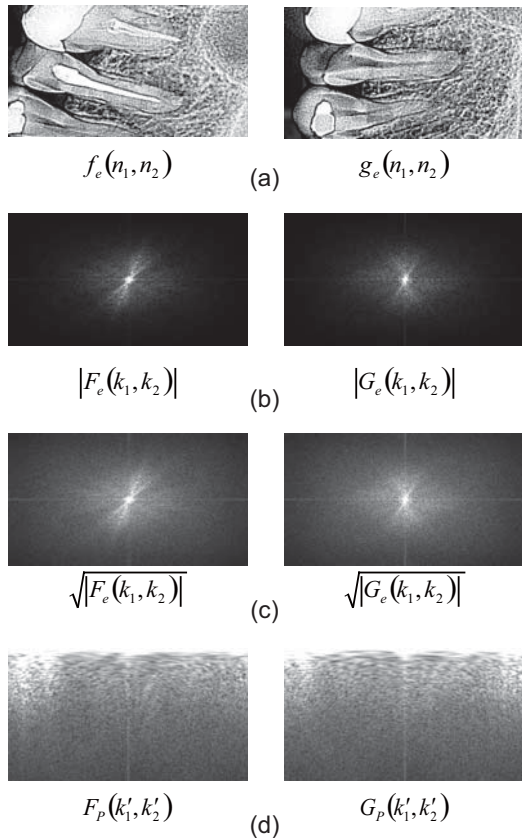 f_e(n_1, n_2) g_e(n_1, n_2)
(a)
|F_e(k_1, k_2)| |G_e(k_1, k_2)|
(b)
√|F_e(k_1, k_2)| √|G_e(k_1, k_2)|
(c)
F_P(k'_1, k'_2) G_P(k'_1, k'_2)
(d)